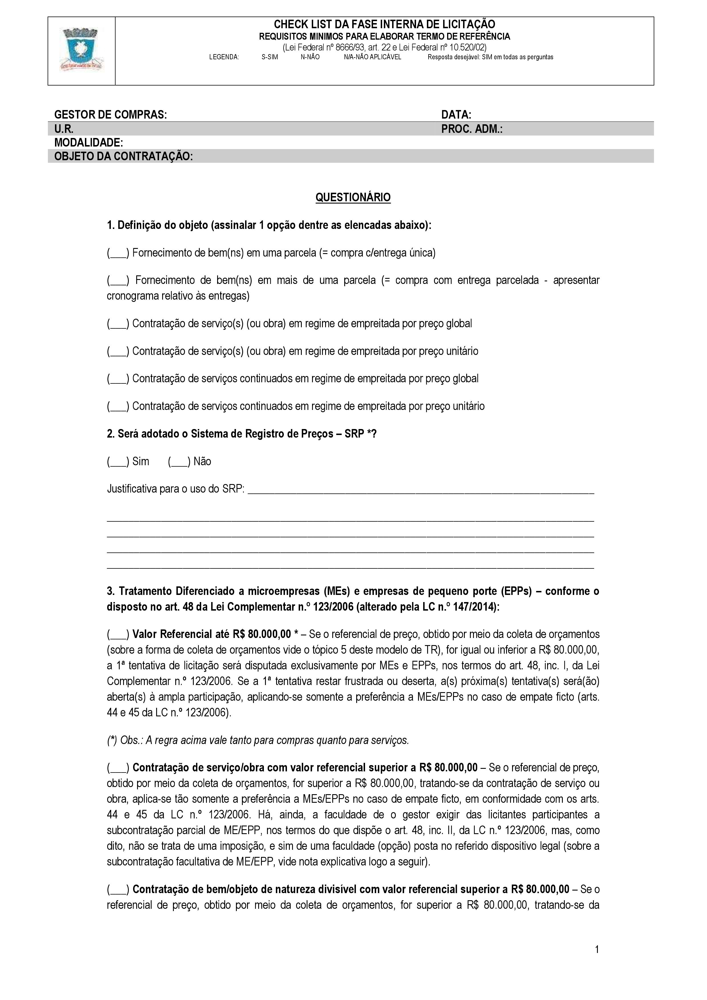 CHECK LIST DA FASE INTERNA DE LICITAÇÃO
REQUISITOS MINIMOS PARA ELABORAR TERMO DE REFERÊNCIA
(Lei Federal nº 8666/93, art. 22 e Lei Federal nº 10.520/02)
LEGENDA: S-SIM N-NÃO N/A-NÃO APLICÁVEL Resposta desejável: SIM em todas as perguntas
GESTOR DE COMPRAS: DATA:
U.R. PROC. ADM.:
MODALIDADE:
OBJETO DA CONTRATAÇÃO:
QUESTIONÁRIO
1. Definição do objeto (assinalar 1 opção dentre as elencadas abaixo):
(___) Fornecimento de bem(ns) em uma parcela (= compra c/entrega única)
(___) Fornecimento de bem(ns) em mais de uma parcela (= compra com entrega parcelada - apresentar
cronograma relativo às entregas)
(___) Contratação de serviço(s) (ou obra) em regime de empreitada por preço global
(___) Contratação de serviço(s) (ou obra) em regime de empreitada por preço unitário
(___) Contratação de serviços continuados em regime de empreitada por preço global
(___) Contratação de serviços continuados em regime de empreitada por preço unitário
2. Será adotado o Sistema de Registro de Preços – SRP *?
(___) Sim (___) Não
Justificativa para o uso do SRP: ________________________________________________________________
__________________________________________________________________________________________
__________________________________________________________________________________________
__________________________________________________________________________________________
__________________________________________________________________________________________
3. Tratamento Diferenciado a microempresas (MEs) e empresas de pequeno porte (EPPs) – conforme o
disposto no art. 48 da Lei Complementar n.º 123/2006 (alterado pela LC n.º 147/2014):
(___) Valor Referencial até R$ 80.000,00 * – Se o referencial de preço, obtido por meio da coleta de orçamentos
(sobre a forma de coleta de orçamentos vide o tópico 5 deste modelo de TR), for igual ou inferior a R$ 80.000,00,
a 1ª tentativa de licitação será disputada exclusivamente por MEs e EPPs, nos termos do art. 48, inc. I, da Lei
Complementar n.º 123/2006. Se a 1ª tentativa restar frustrada ou deserta, a(s) próxima(s) tentativa(s) será(ão)
aberta(s) à ampla participação, aplicando-se somente a preferência a MEs/EPPs no caso de empate ficto (arts.
44 e 45 da LC n.º 123/2006).
(*) Obs.: A regra acima vale tanto para compras quanto para serviços.
(___) Contratação de serviço/obra com valor referencial superior a R$ 80.000,00 – Se o referencial de preço,
obtido por meio da coleta de orçamentos, for superior a R$ 80.000,00, tratando-se da contratação de serviço ou
obra, aplica-se tão somente a preferência a MEs/EPPs no caso de empate ficto, em conformidade com os arts.
44 e 45 da LC n.º 123/2006. Há, ainda, a faculdade de o gestor exigir das licitantes participantes a
subcontratação parcial de ME/EPP, nos termos do que dispõe o art. 48, inc. II, da LC n.º 123/2006, mas, como
dito, não se trata de uma imposição, e sim de uma faculdade (opção) posta no referido dispositivo legal (sobre a
subcontratação facultativa de ME/EPP, vide nota explicativa logo a seguir).
(___) Contratação de bem/objeto de natureza divisível com valor referencial superior a R$ 80.000,00 – Se o
referencial de preço, obtido por meio da coleta de orçamentos, for superior a R$ 80.000,00, tratando-se da
1